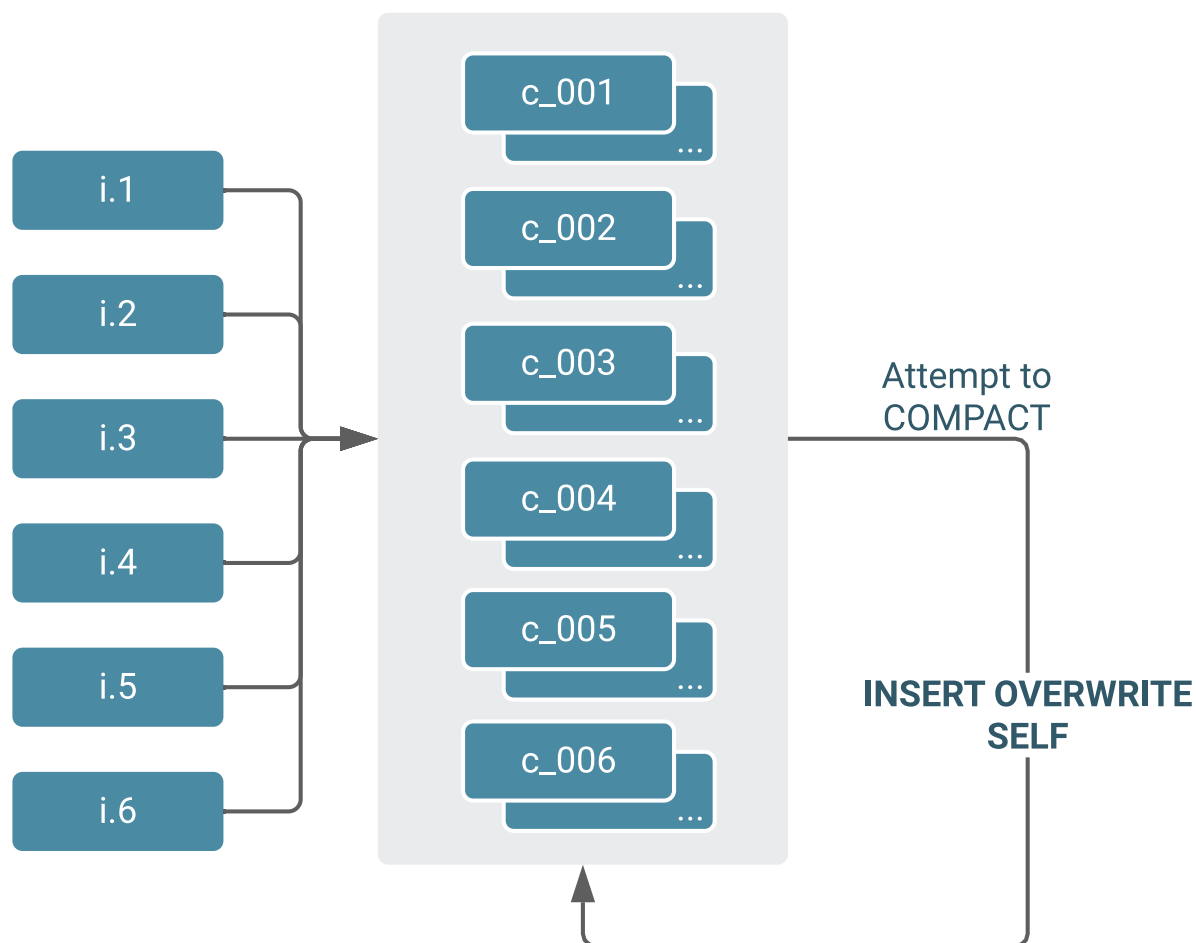 i.1
i.2
i.3
i.4
i.5
i.6
c_001
...
c_002
...
c_003
...
c_004
...
c_005
...
c_006
...
Attempt to
COMPACT
INSERT OVERWRITE
SELF